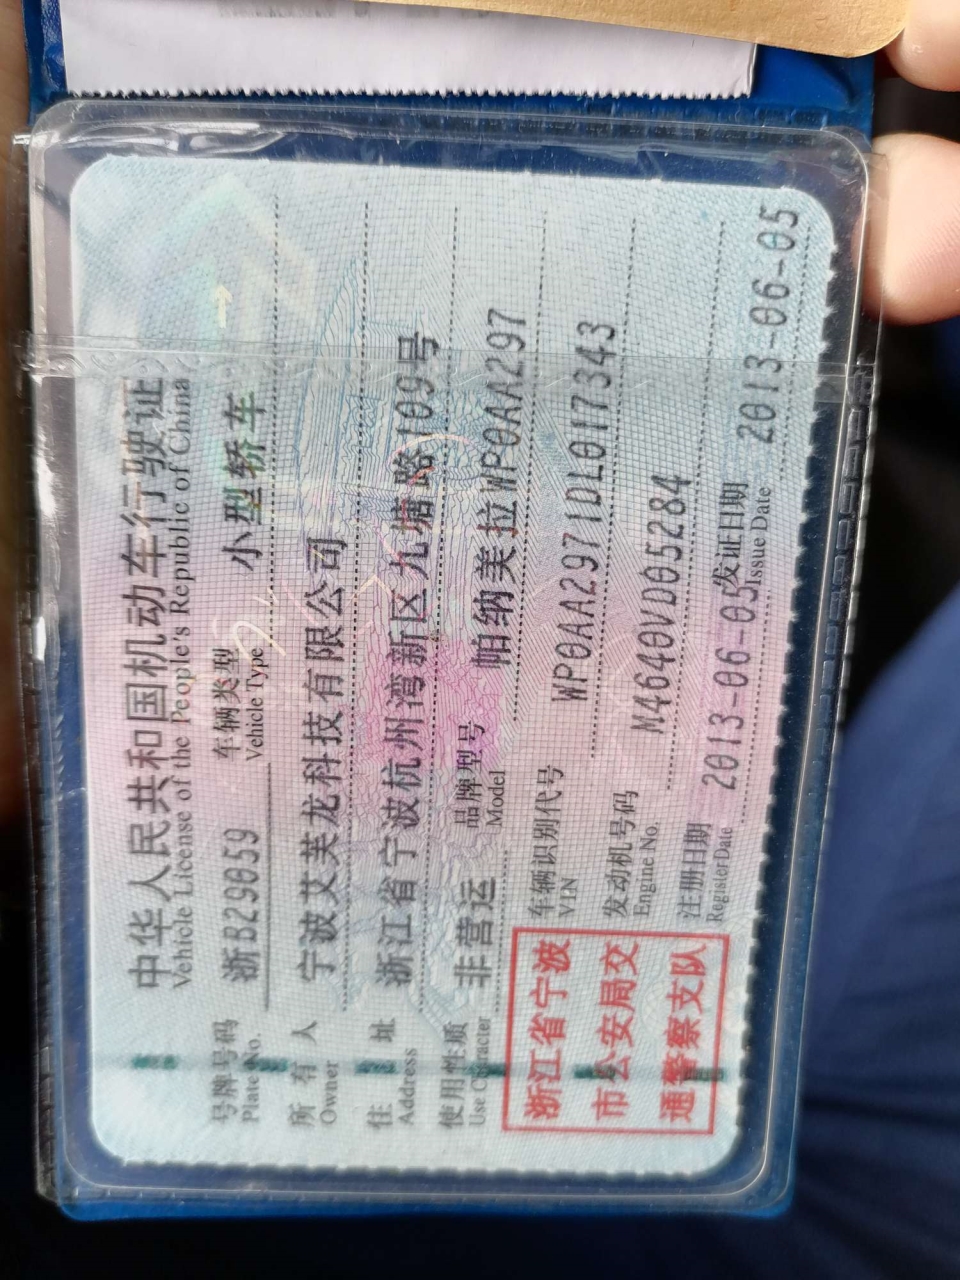 中华人民共和国机动车行驶证
Vehicle License of the People's Republic of China
号牌号码 浙B29059 车辆类型 小型轿车
Plate No. Vehicle Type
所有人 宁波艾芙龙科技有限公司
Owner
住址 浙江省宁波杭州湾新区九塘路109号
Address
使用性质 非营运 品牌型号 帕纳美拉WP0AA297
Use Character Model
浙江省宁波
市公安局交
通警察支队
车辆识别代号 WP0AA2971DL017343
VIN
发动机号码 M4640VD05284
Engine No.
注册日期 2013-06-05 发证日期 2013-06-05
Register Date Issue Date